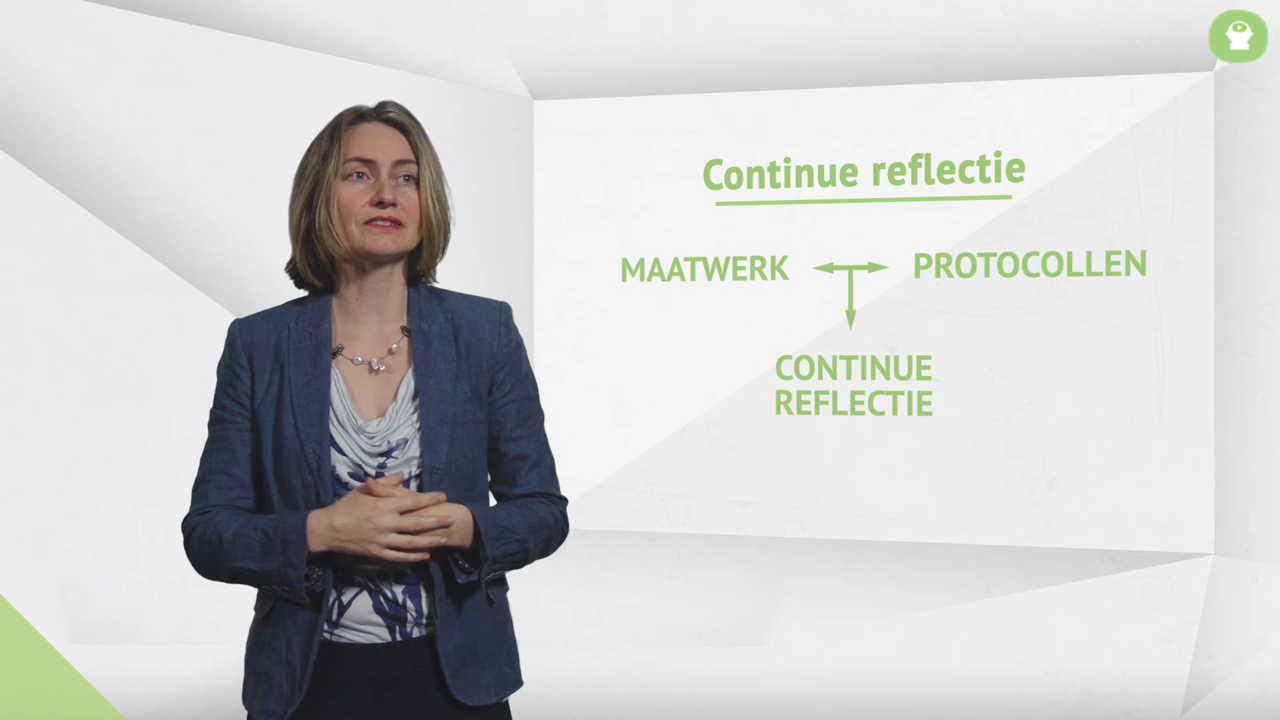 Continue reflectie
MAATWERK
PROTOCOLLEN
CONTINUE
REFLECTIE